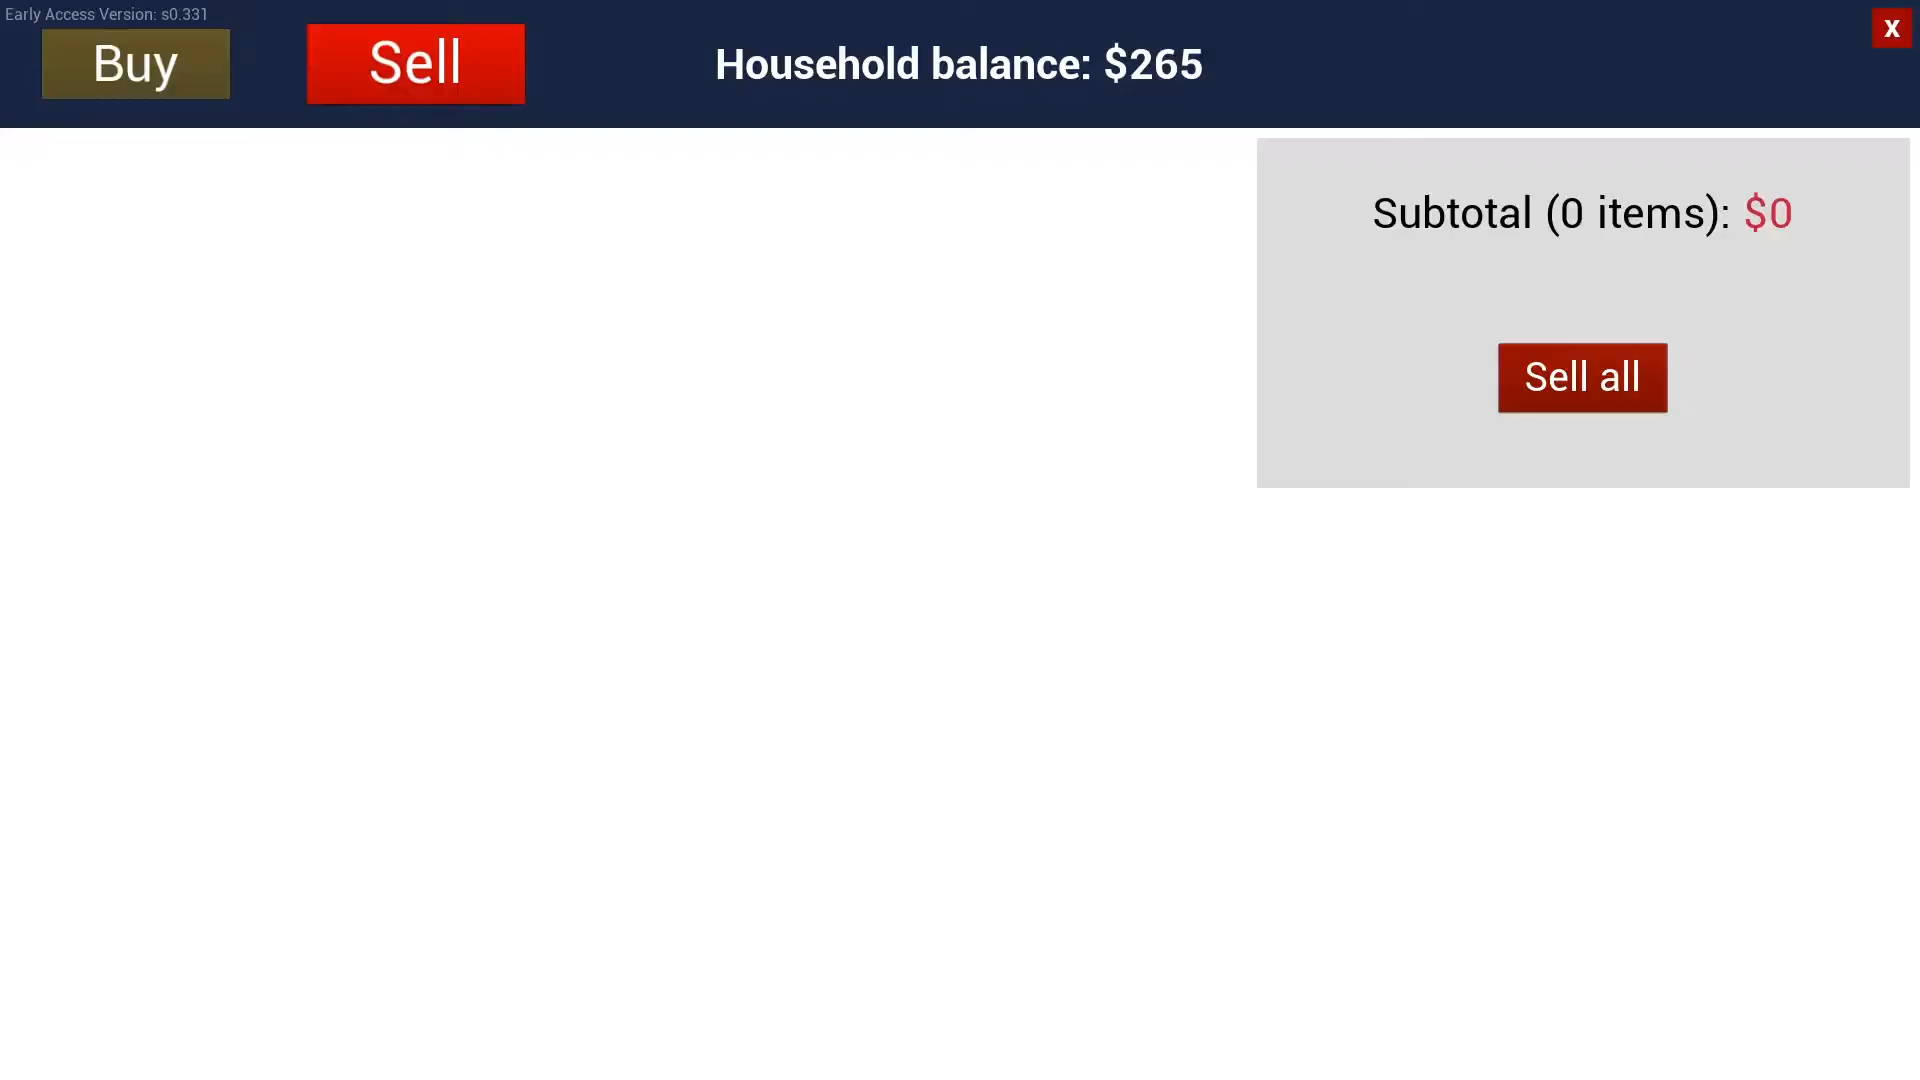 Early Access Version: s0.331
Buy
Sell
Household balance: $265
X
Subtotal (0 items): $0
Sell all